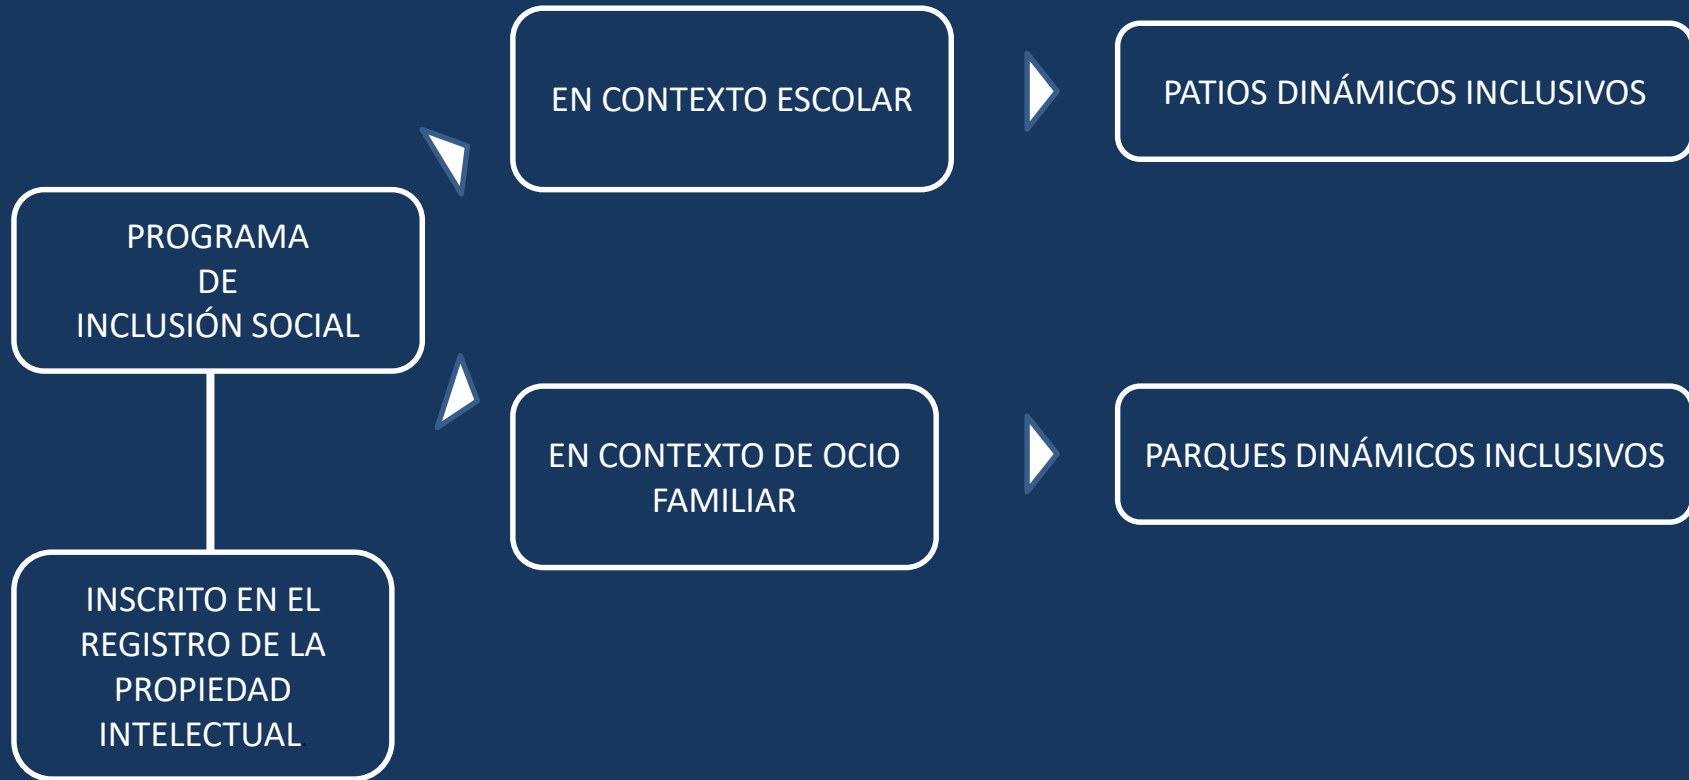 EN CONTEXTO ESCOLAR
PATIOS DINÁMICOS INCLUSIVOS
PROGRAMA
DE
INCLUSIÓN SOCIAL
EN CONTEXTO DE OCIO
FAMILIAR
PARQUES DINÁMICOS INCLUSIVOS
INSCRITO EN EL
REGISTRO DE LA
PROPIEDAD
INTELECTUAL.